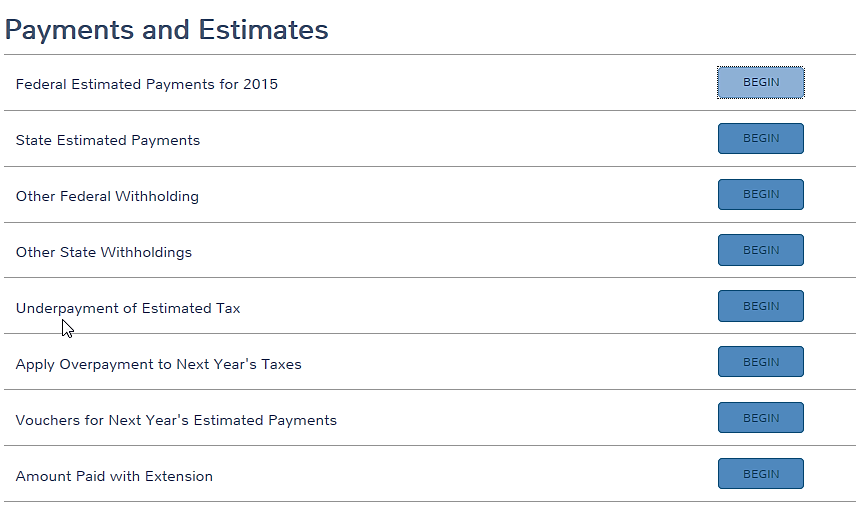 Payments and Estimates
Federal Estimated Payments for 2015 BEGIN
State Estimated Payments BEGIN
Other Federal Withholding BEGIN
Other State Withholdings BEGIN
Underpayment of Estimated Tax BEGIN
Apply Overpayment to Next Year's Taxes BEGIN
Vouchers for Next Year's Estimated Payments BEGIN
Amount Paid with Extension BEGIN